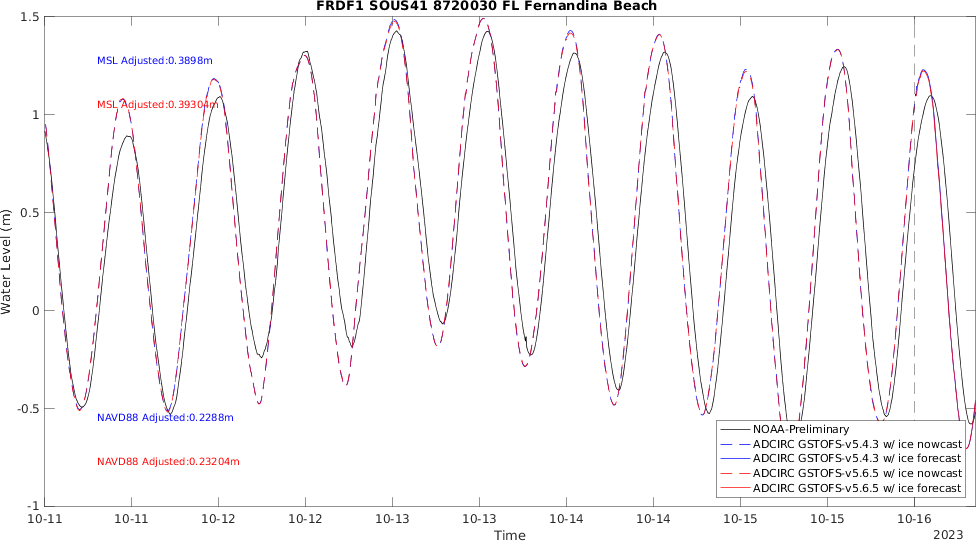 FRDF1 SOUS41 8720030 FL Fernandina Beach
1.5
1
0.5
0
-0.5
-1
Water Level (m)
MSL Adjusted:0.3898m
MSL Adjusted:0.39304m
NAVD88 Adjusted:0.2288m
NAVD88 Adjusted:0.23204m
NOAA-Preliminary
ADCIRC GSTOFS-v5.4.3 w/ ice nowcast
ADCIRC GSTOFS-v5.4.3 w/ ice forecast
ADCIRC GSTOFS-v5.6.5 w/ ice nowcast
ADCIRC GSTOFS-v5.6.5 w/ ice forecast
10-11 10-11 10-12 10-12 10-13 10-13 10-14 10-14 10-15 10-15 10-16
Time
2023